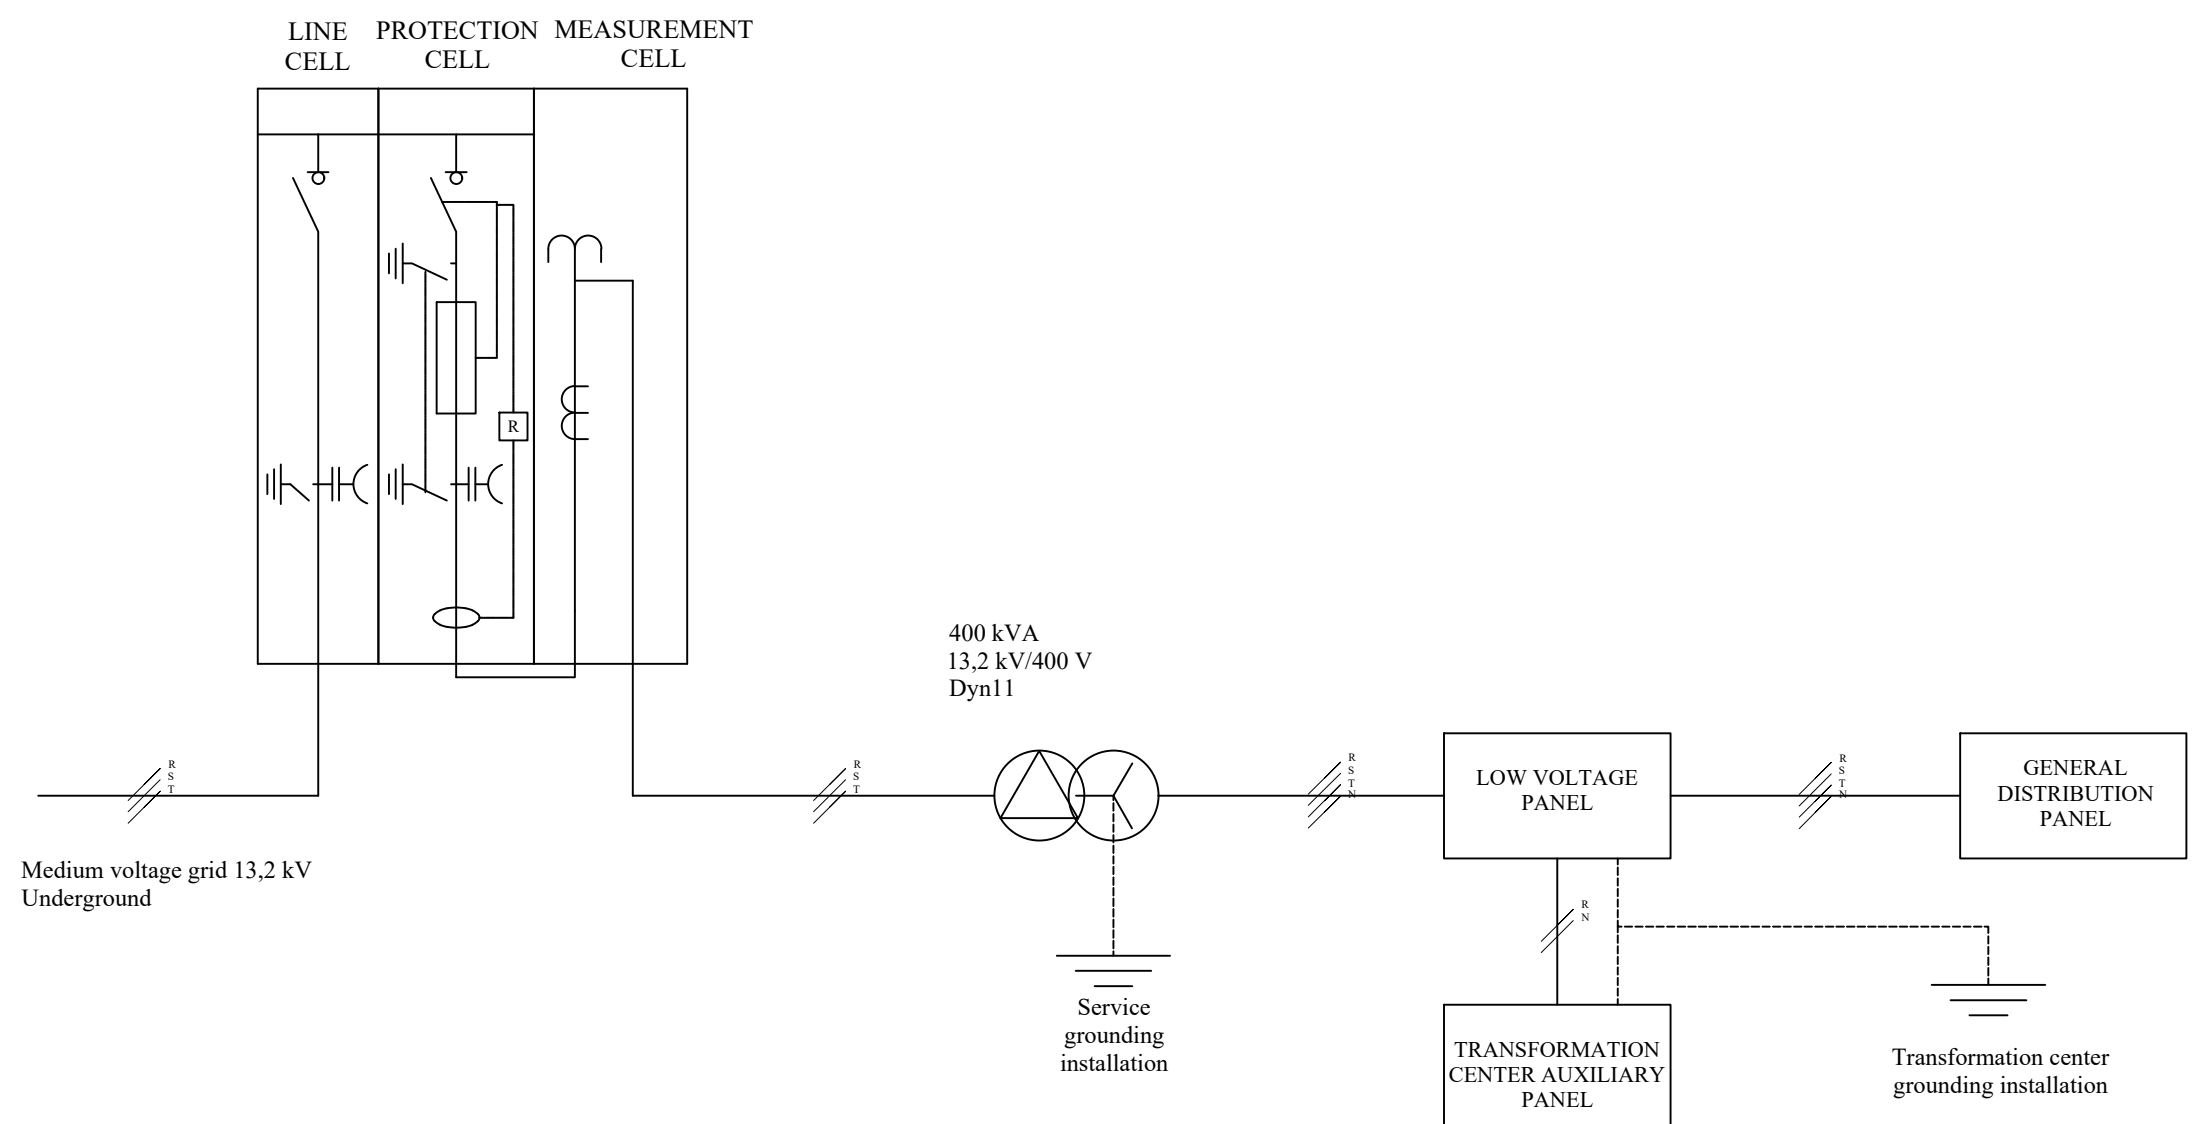 LINE
CELL
PROTECTION
CELL
MEASUREMENT
CELL
R
400 kVA
13,2 kV/400 V
Dyn11
R
S
T
Medium voltage grid 13,2 kV
Underground
R
S
T
R
S
T
N
LOW VOLTAGE
PANEL
R
S
T
N
GENERAL
DISTRIBUTION
PANEL
R
N
Service
grounding
installation
TRANSFORMATION
CENTER AUXILIARY
PANEL
Transformation center
grounding installation